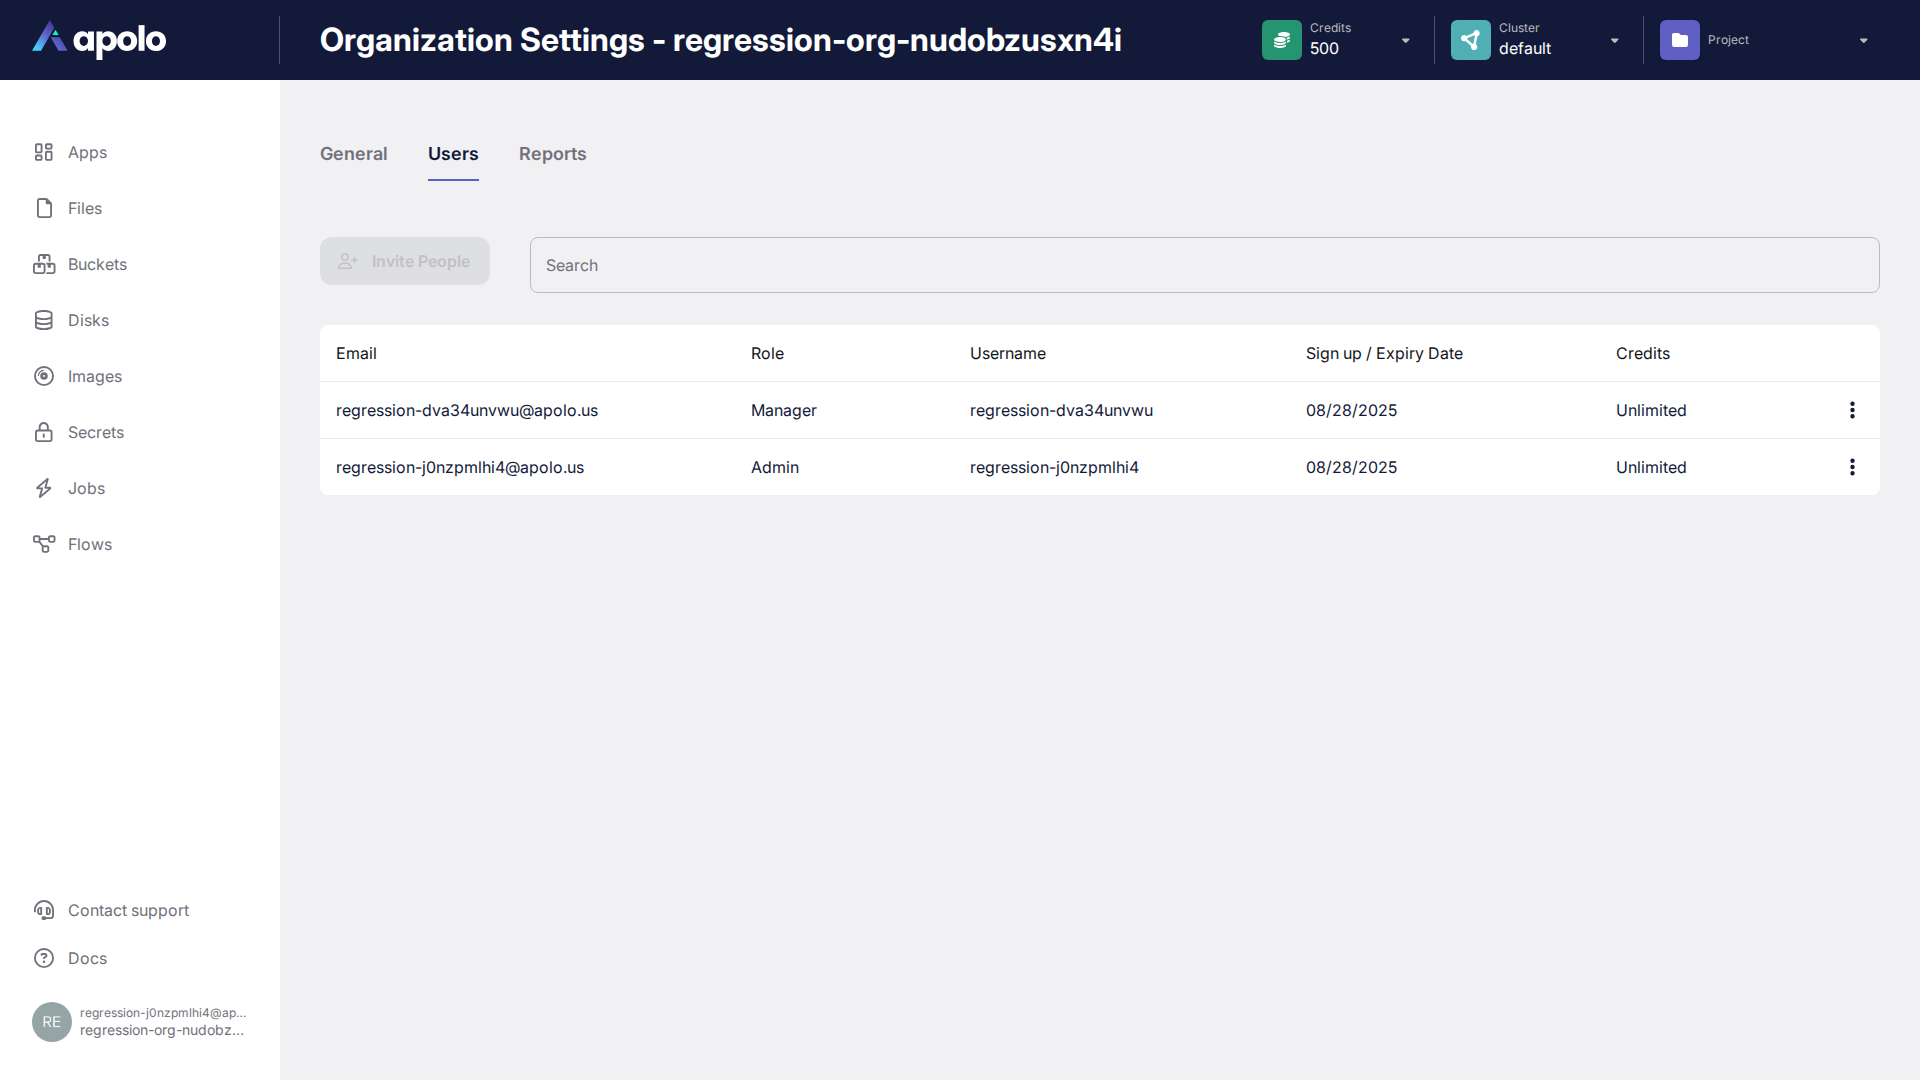 apolo
Organization Settings - regression-org-nudobzusxn4i
Credits
500
Cluster
default
Project
Apps
Files
Buckets
Disks
Images
Secrets
Jobs
Flows
Contact support
Docs
RE
regression-j0nzpmlhi4@ap...
regression-org-nudobz...
General Users Reports
Invite People
Search
Email Role Username Sign up / Expiry Date Credits
regression-dva34unvwu@apolo.us Manager regression-dva34unvwu 08/28/2025 Unlimited
regression-j0nzpmlhi4@apolo.us Admin regression-j0nzpmlhi4 08/28/2025 Unlimited